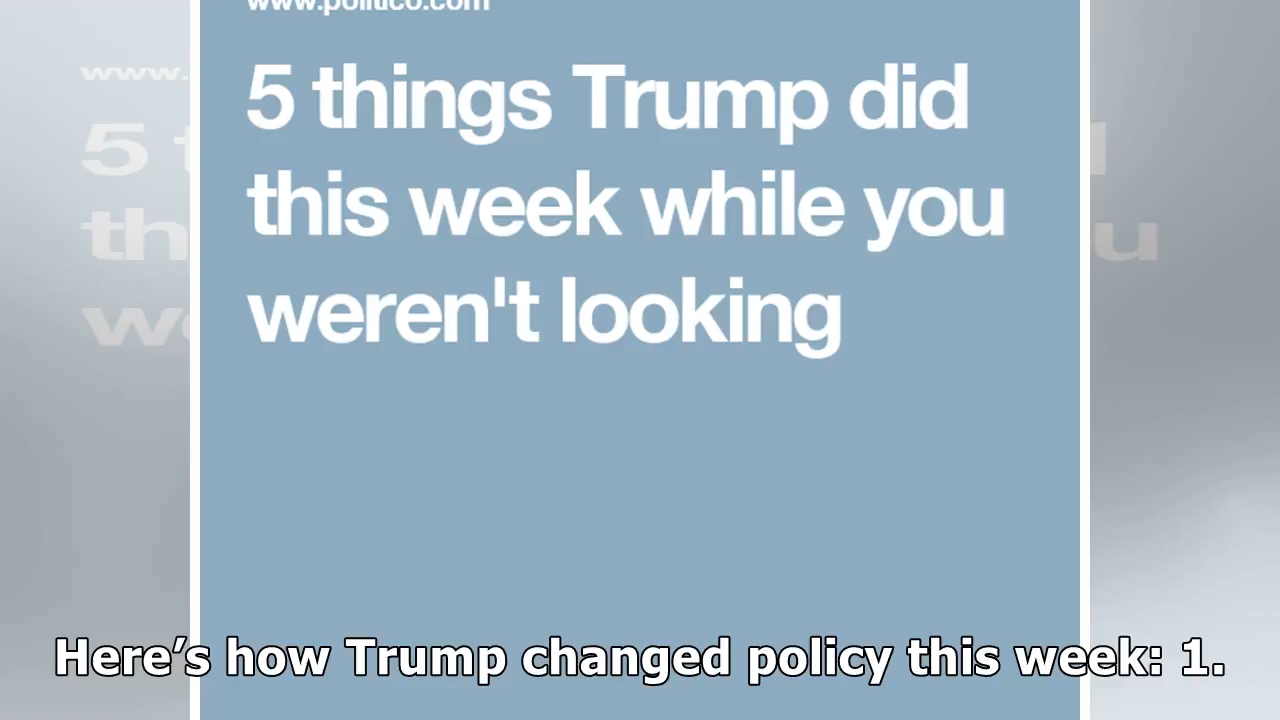 www.politico.com
5 things Trump did
this week while you
weren't looking
Here’s how Trump changed policy this week: 1.